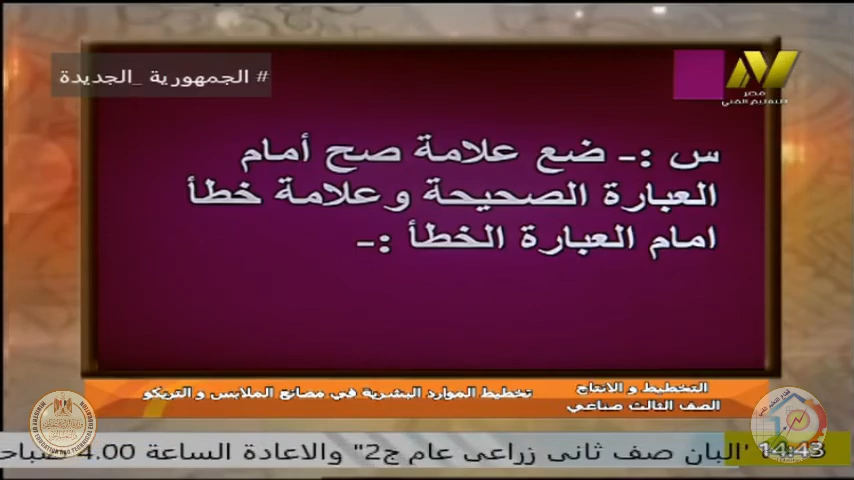 # الجمهورية _الجديدة
مصر
التعليم الفني
س :- ضع علامة صح أمام
العبارة الصحيحة وعلامة خطأ
امام العبارة الخطأ :-
التخطيط و الانتاج
الصف الثالث صناعي
تخطيط الموارد البشرية في مصانع الملابس و التريكو
البان صف ثانى زراعى عام ج2" والاعادة الساعة 4.00 صباحا
14:43